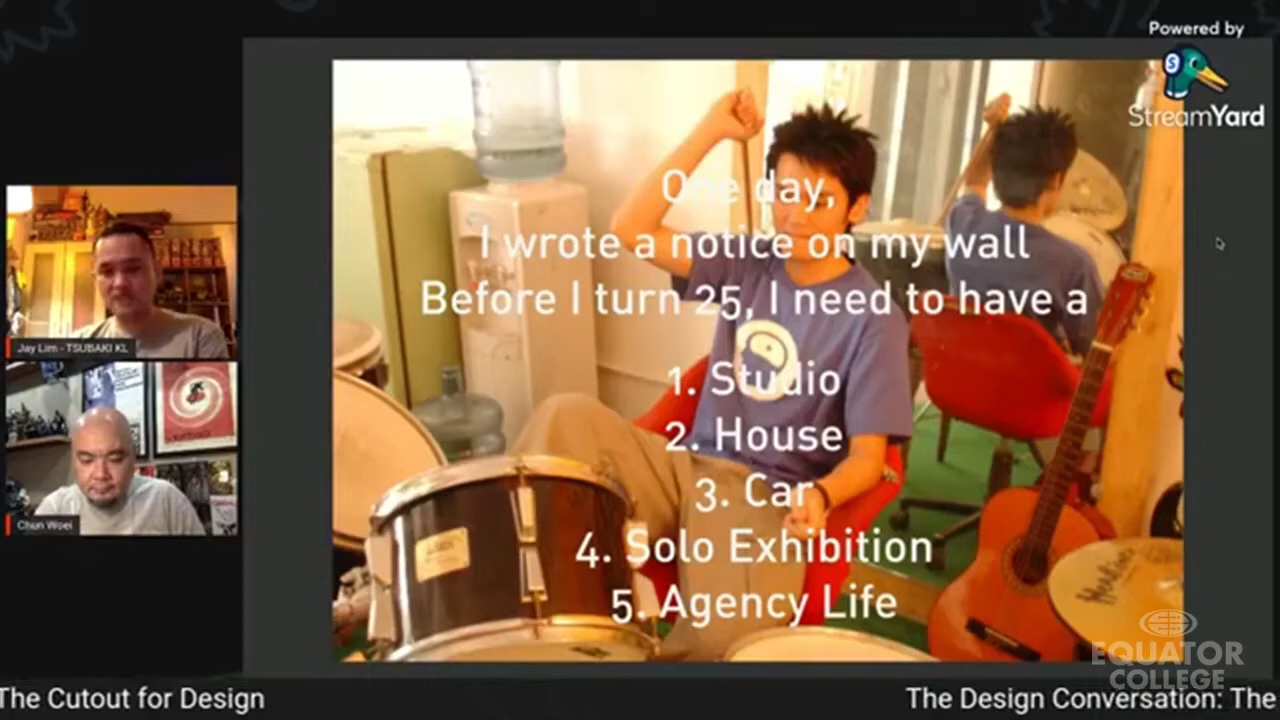 Powered by
StreamYard
One day,
I wrote a notice on my wall
Before I turn 25, I need to have a
1. Studio
2. House
3. Car
4. Solo Exhibition
5. Agency Life
Jay Lim - TSUBAKI KL
Chun Woei
EQUATOR
COLLEGE
The Cutout for Design
The Design Conversation: The